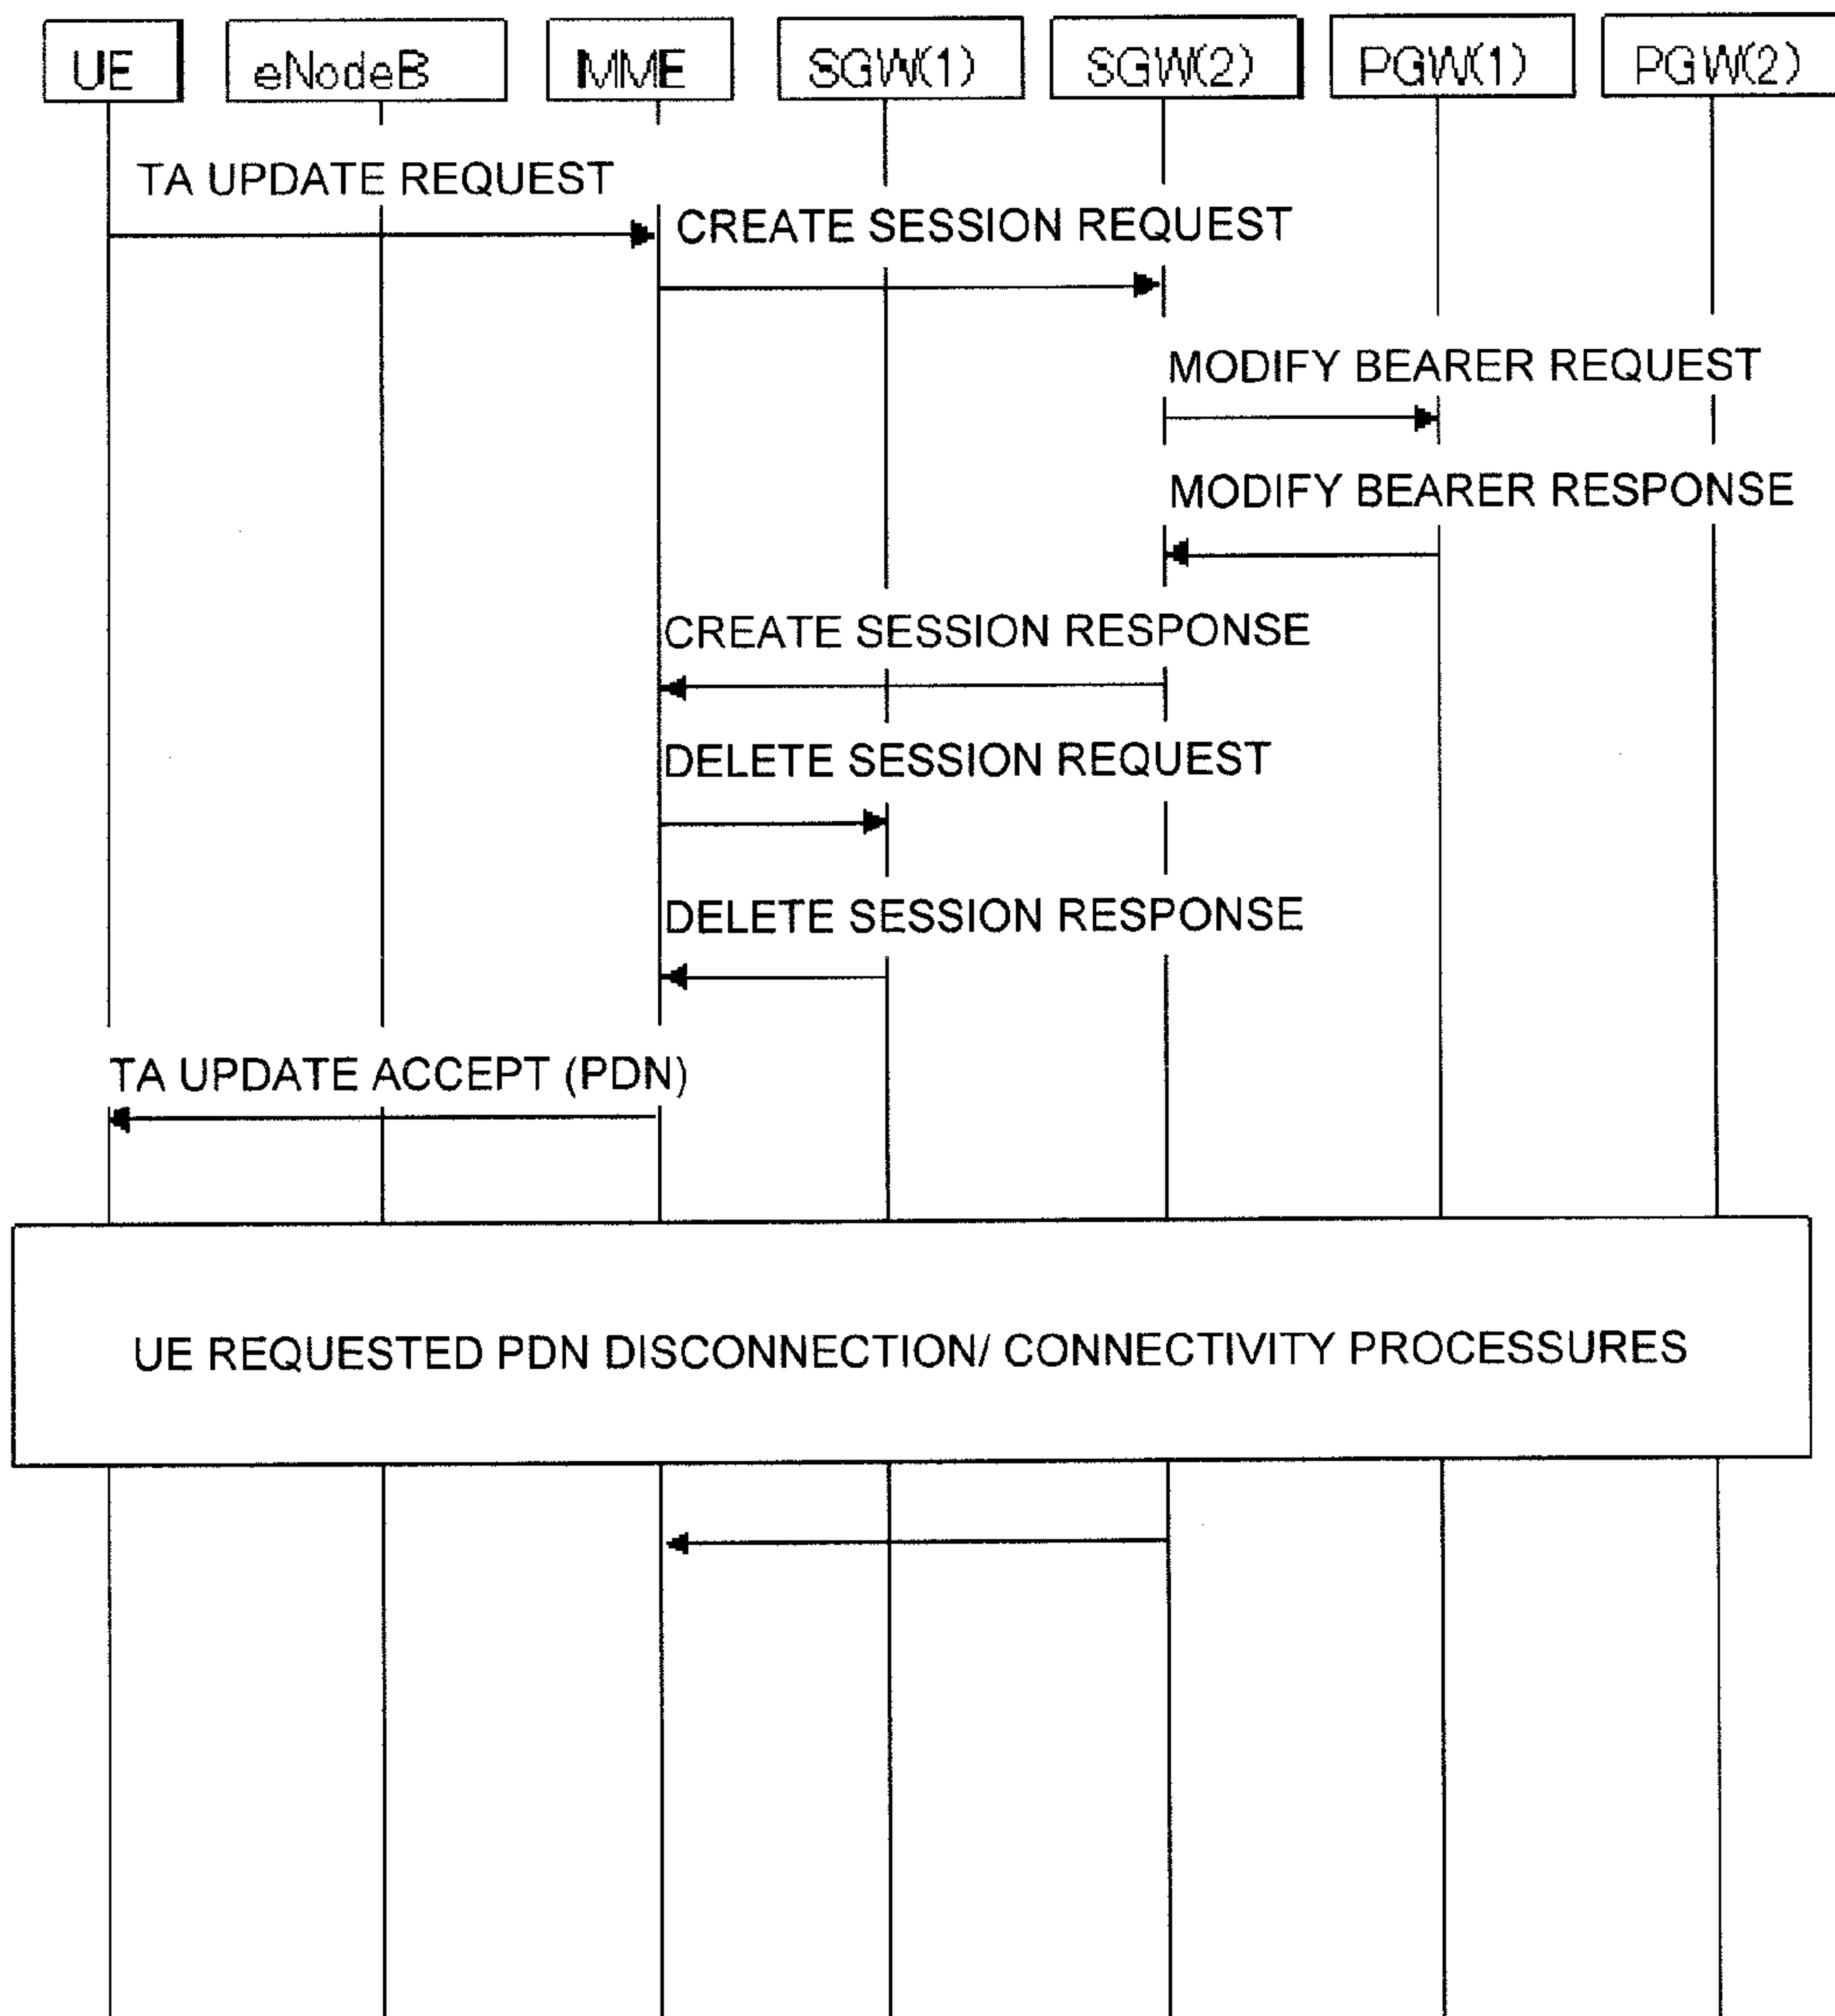 UE eNodeB MME SGW(1) SGW(2) PGW(1) PGW(2)
TA UPDATE REQUEST
CREATE SESSION REQUEST
MODIFY BEARER REQUEST
MODIFY BEARER RESPONSE
CREATE SESSION RESPONSE
DELETE SESSION REQUEST
DELETE SESSION RESPONSE
TA UPDATE ACCEPT (PDN)
UE REQUESTED PDN DISCONNECTION/ CONNECTIVITY PROCESSURES